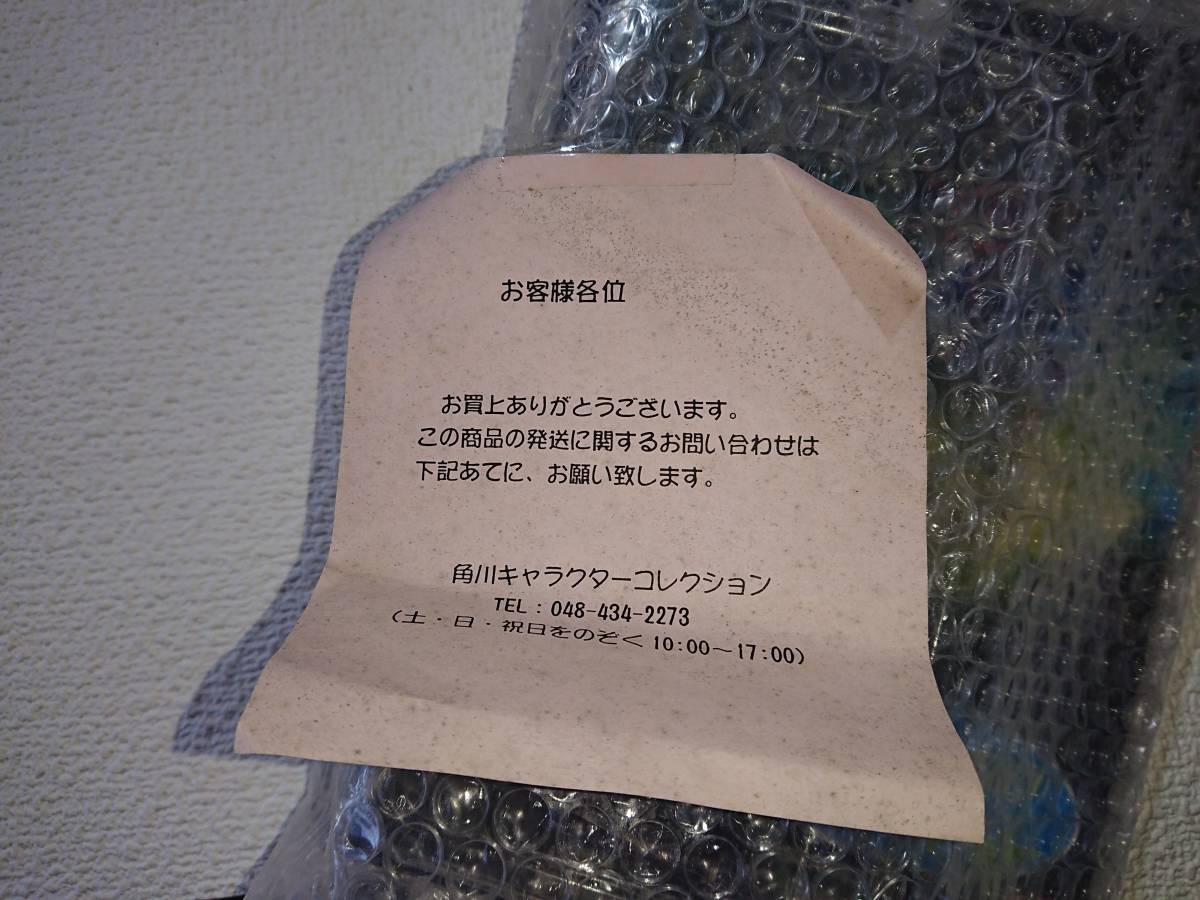 お客様各位
お買上ありがとうございます。
この商品の発送に関するお問い合わせは
下記あてに、お願い致します。
角川キャラクターコレクション
TEL：048-434-2273
(土・日・祝日をのぞく 10:00～17:00)